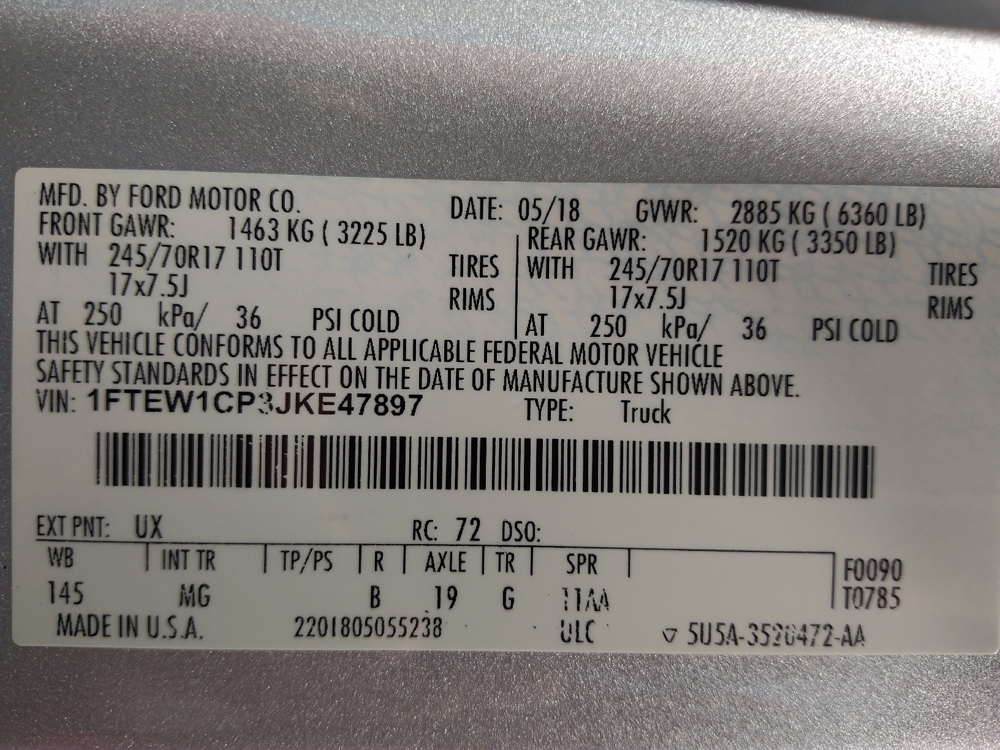 MFD. BY FORD MOTOR CO. DATE: 05/18 GVWR: 2885 KG ( 6360 LB)
FRONT GAWR: 1463 KG ( 3225 LB) REAR GAWR: 1520 KG ( 3350 LB)
WITH 245/70R17 110T TIRES WITH 245/70R17 110T TIRES
17x7.5J RIMS 17x7.5J RIMS
AT 250 kPa/ 36 PSI COLD AT 250 kPa/ 36 PSI COLD
THIS VEHICLE CONFORMS TO ALL APPLICABLE FEDERAL MOTOR VEHICLE
SAFETY STANDARDS IN EFFECT ON THE DATE OF MANUFACTURE SHOWN ABOVE.
VIN: 1FTEW1CP3JKE47897 TYPE: Truck
EXT PNT: UX RC: 72 DSO:
WB INT TR TP/PS R AXLE TR SPR F0090
145 MG B 19 G 11AA T0785
MADE IN U.S.A. 2201805055238 ULC ▽ 5U5A-3520472-AA